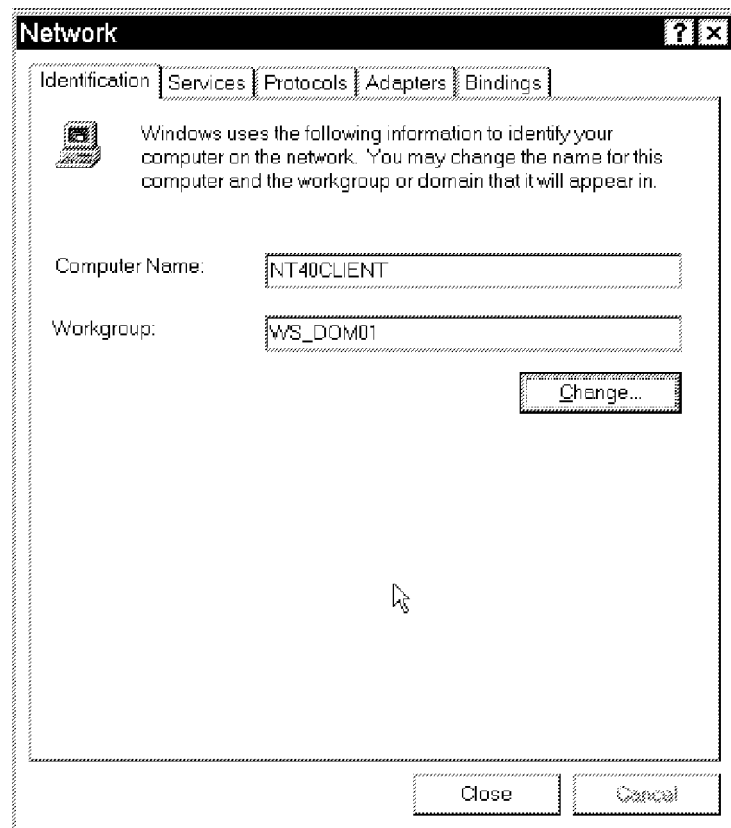 Network
Identification Services Protocols Adapters Bindings
Windows uses the following information to identify your
computer on the network. You may change the name for this
computer and the workgroup or domain that it will appear in.
Computer Name: NT40CLIENT
Workgroup: WS_DOM01
Change...
Close Cancel